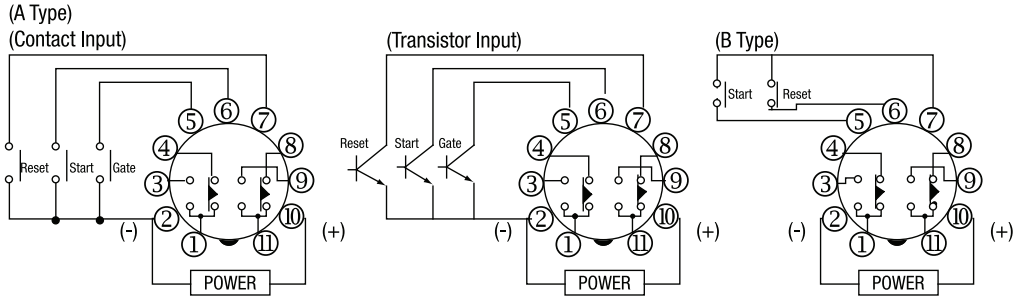 (A Type)
(Contact Input)
Reset
Start
Gate
5
6
7
4
8
3
9
2
10
1
11
(-)
(+)
POWER
(Transistor Input)
Reset
Start
Gate
5
6
7
4
8
3
9
2
10
1
11
(-)
(+)
POWER
(B Type)
Start
Reset
5
6
7
4
8
3
9
2
10
1
11
(-)
(+)
POWER